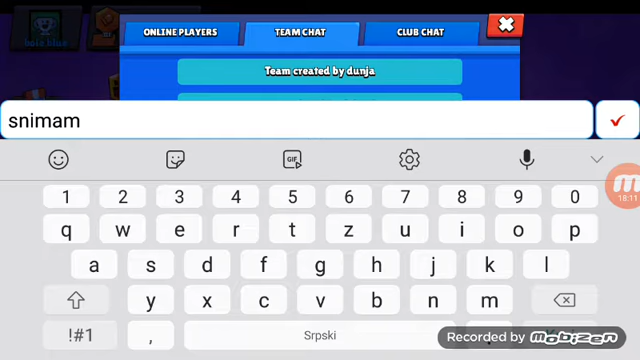 ONLINE PLAYERS
TEAM CHAT
CLUB CHAT
Team created by dunja
snimam
GIF
18:11
1 2 3 4 5 6 7 8 9 0
q w e r t z u i o p
a s d f g h j k l
y x c v b n m
!#1 , Srpski
Recorded by mobizen